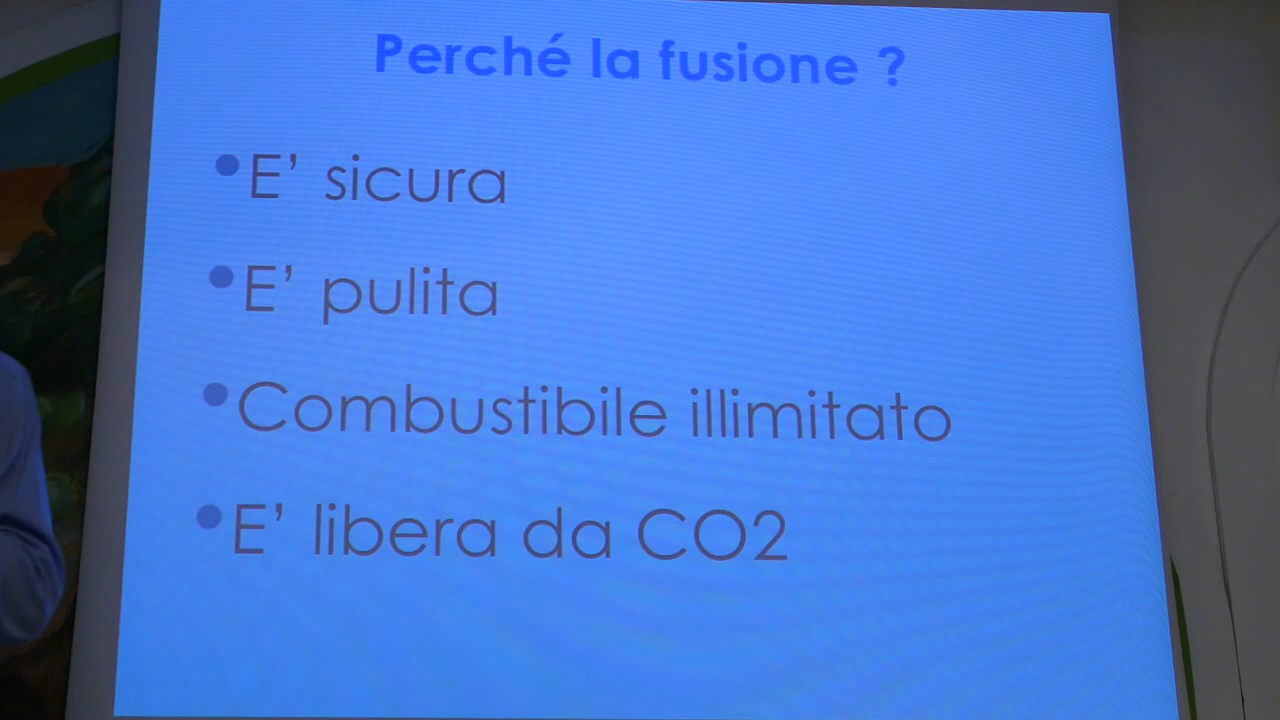 Perché la fusione ?
•E’ sicura
•E’ pulita
•Combustibile illimitato
•E’ libera da CO2